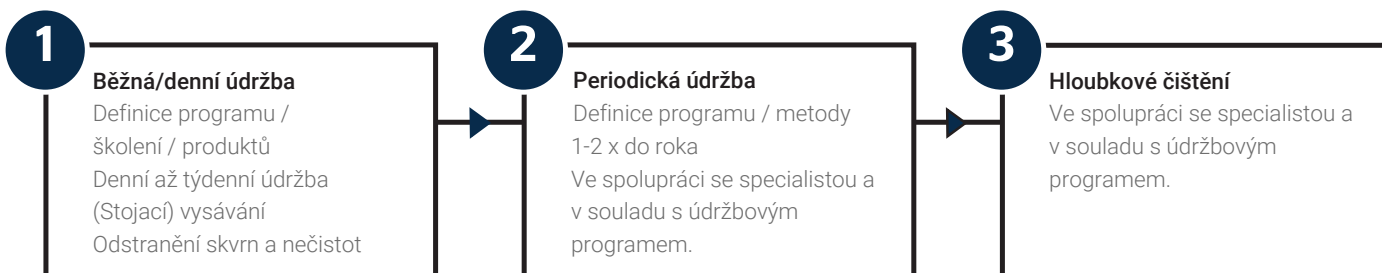 1
Běžná/denní údržba
Definice programu /
školení / produktů
Denní až týdenní údržba
(Stojací) vysávání
Odstranění skvrn a nečistot
2
Periodická údržba
Definice programu / metody
1-2 x do roka
Ve spolupráci se specialistou a
v souladu s údržbovým
programem.
3
Hloubkové čištění
Ve spolupráci se specialistou a
v souladu s údržbovým
programem.